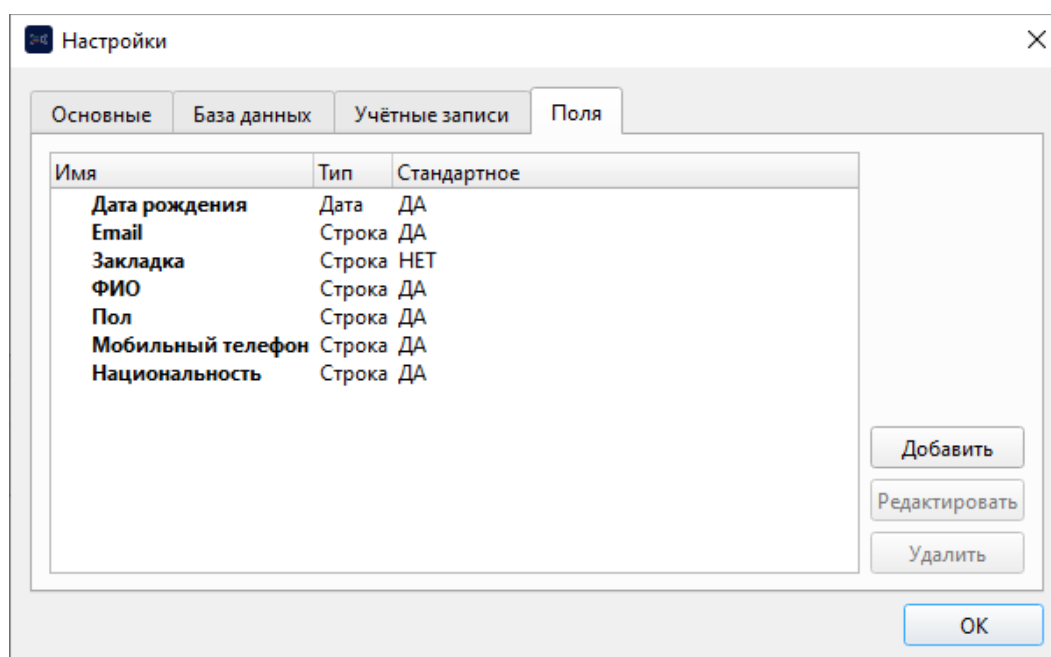 Настройки
Основные База данных Учётные записи Поля
Имя Тип Стандартное
Дата рождения Дата ДА
Email Строка ДА
Закладка Строка НЕТ
ФИО Строка ДА
Пол Строка ДА
Мобильный телефон Строка ДА
Национальность Строка ДА
Добавить
Редактировать
Удалить
OK